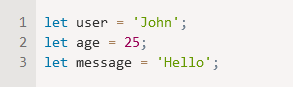 1 let user = 'John';
2 let age = 25;
3 let message = 'Hello';